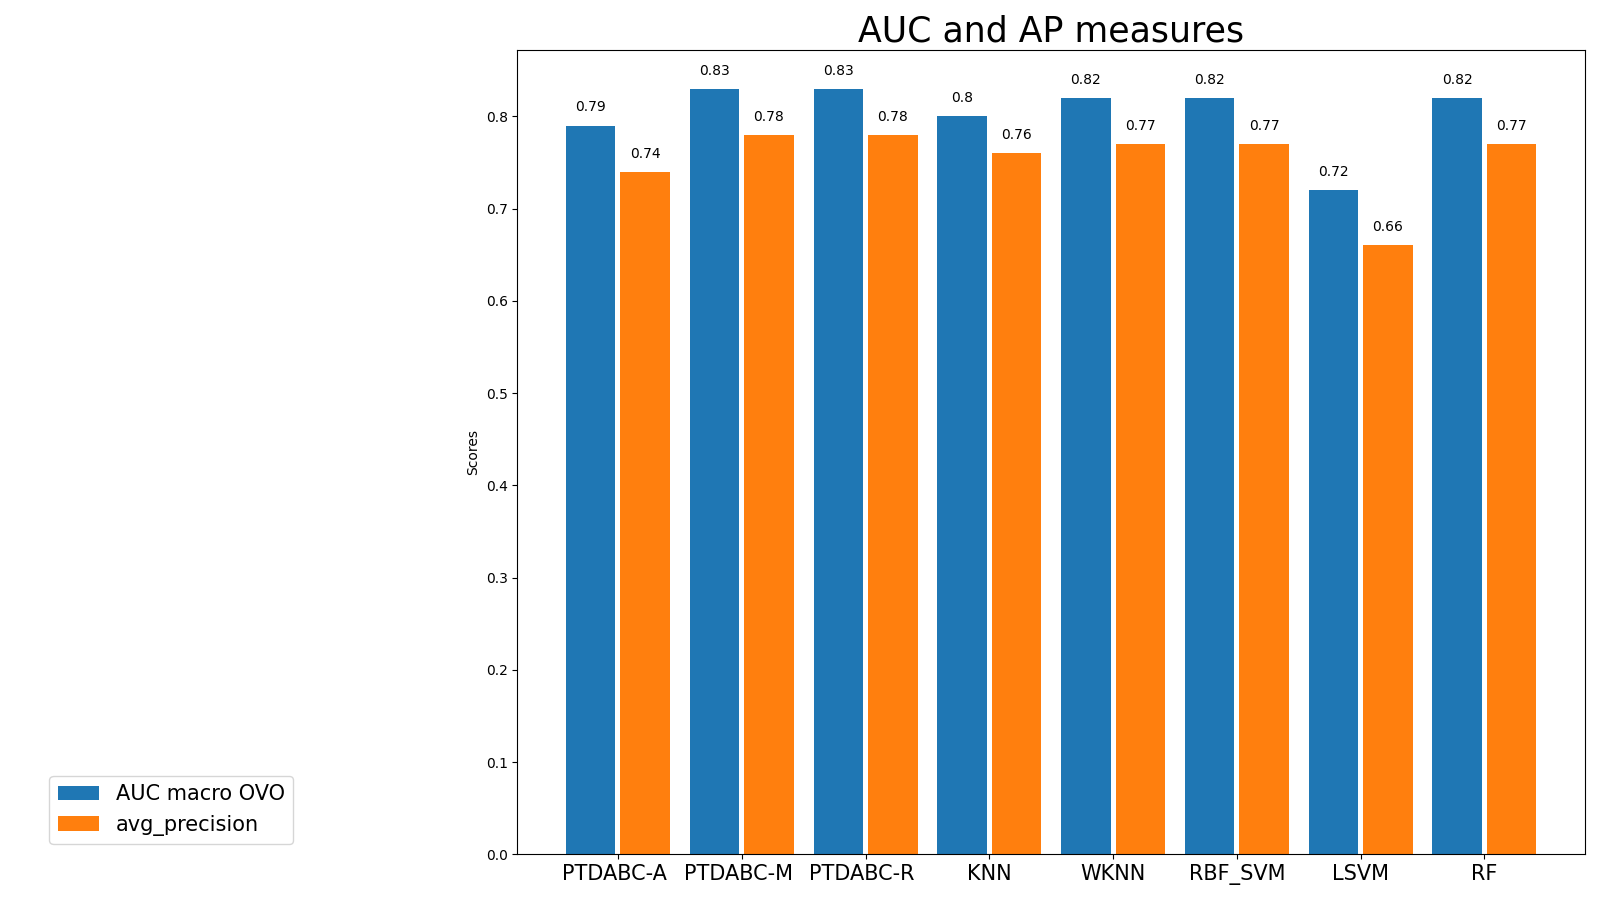 AUC and AP measures
0.79 0.74 0.83 0.78 0.83 0.78 0.8 0.76 0.82 0.77 0.82 0.77 0.72 0.66 0.82 0.77
0.8
0.7
0.6
0.5
0.4
0.3
0.2
0.1
0.0
Scores
PTDABC-A PTDABC-M PTDABC-R KNN WKNN RBF_SVM LSVM RF
AUC macro OVO
avg_precision